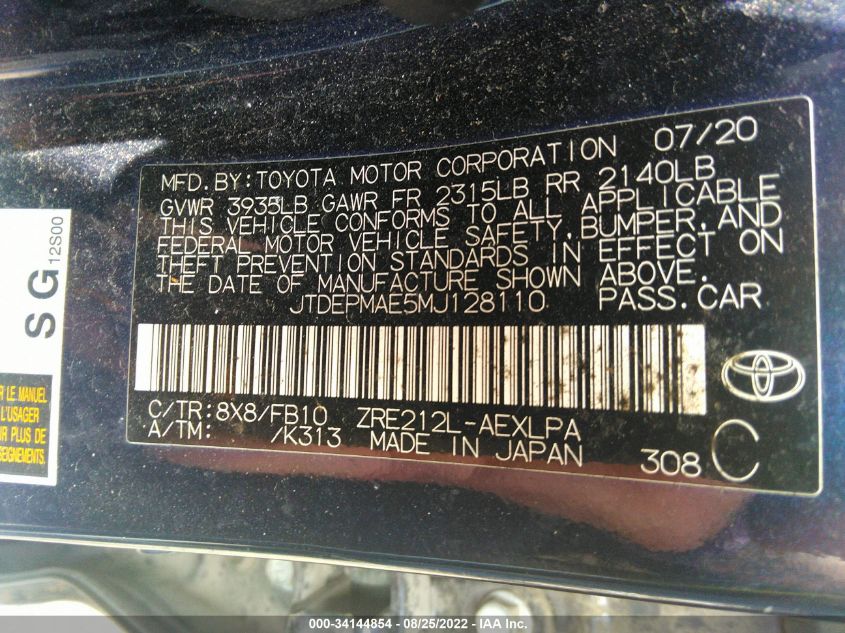 07/20
MFD.BY:TOYOTA MOTOR CORPORATION
GVWR 3935LB GAWR FR 2315LB RR 2140LB
THIS VEHICLE CONFORMS TO ALL APPLICABLE
FEDERAL MOTOR VEHICLE SAFETY,BUMPER,AND
THEFT PREVENTION STANDARDS IN EFFECT ON
THE DATE OF MANUFACTURE SHOWN ABOVE.
JTDEPMAE5MJ128110 PASS.CAR
C/TR:8X8/FB10 ZRE212L-AEXLPA
A/TM: /K313 MADE IN JAPAN
308 C
SG
12S00
LE MANUEL
L'USAGER
PLUS DE
000-34144854 | 08/25/2022 | IAA Inc.